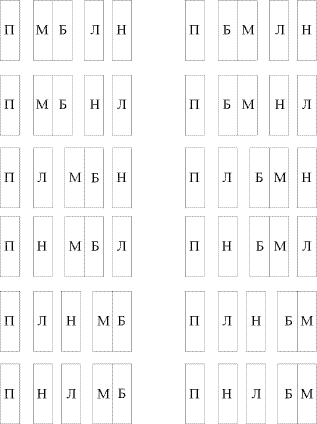 П М Б Л Н П Б М Л Н
П М Б Н Л П Б М Н Л
П Л М Б Н П Л Б М Н
П Н М Б Л П Н Б М Л
П Л Н М Б П Л Н Б М
П Н Л М Б П Н Л Б М